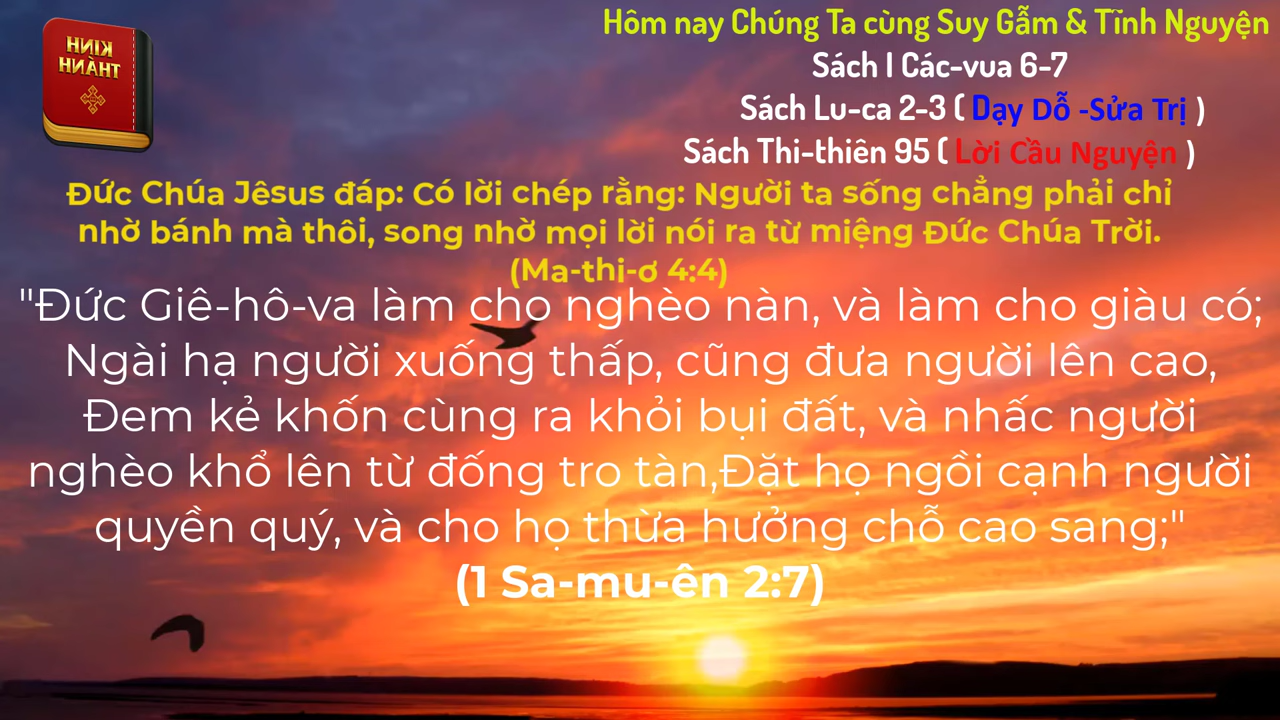 KINH
THÁNH
Hôm nay Chúng Ta cùng Suy Gẫm & Tĩnh Nguyện
Sách I Các-vua 6-7
Sách Lu-ca 2-3 ( Dạy Dỗ -Sửa Trị )
Sách Thi-thiên 95 ( Lời Cầu Nguyện )
Đức Chúa Jêsus đáp: Có lời chép rằng: Người ta sống chẳng phải chỉ
nhờ bánh mà thôi, song nhờ mọi lời nói ra từ miệng Đức Chúa Trời.
(Ma-thi-ơ 4:4)
"Đức Giê-hô-va làm cho nghèo nàn, và làm cho giàu có;
Ngài hạ người xuống thấp, cũng đưa người lên cao,
Đem kẻ khốn cùng ra khỏi bụi đất, và nhấc người
nghèo khổ lên từ đống tro tàn,Đặt họ ngồi cạnh người
quyền quý, và cho họ thừa hưởng chỗ cao sang;"
(1 Sa-mu-ên 2:7)